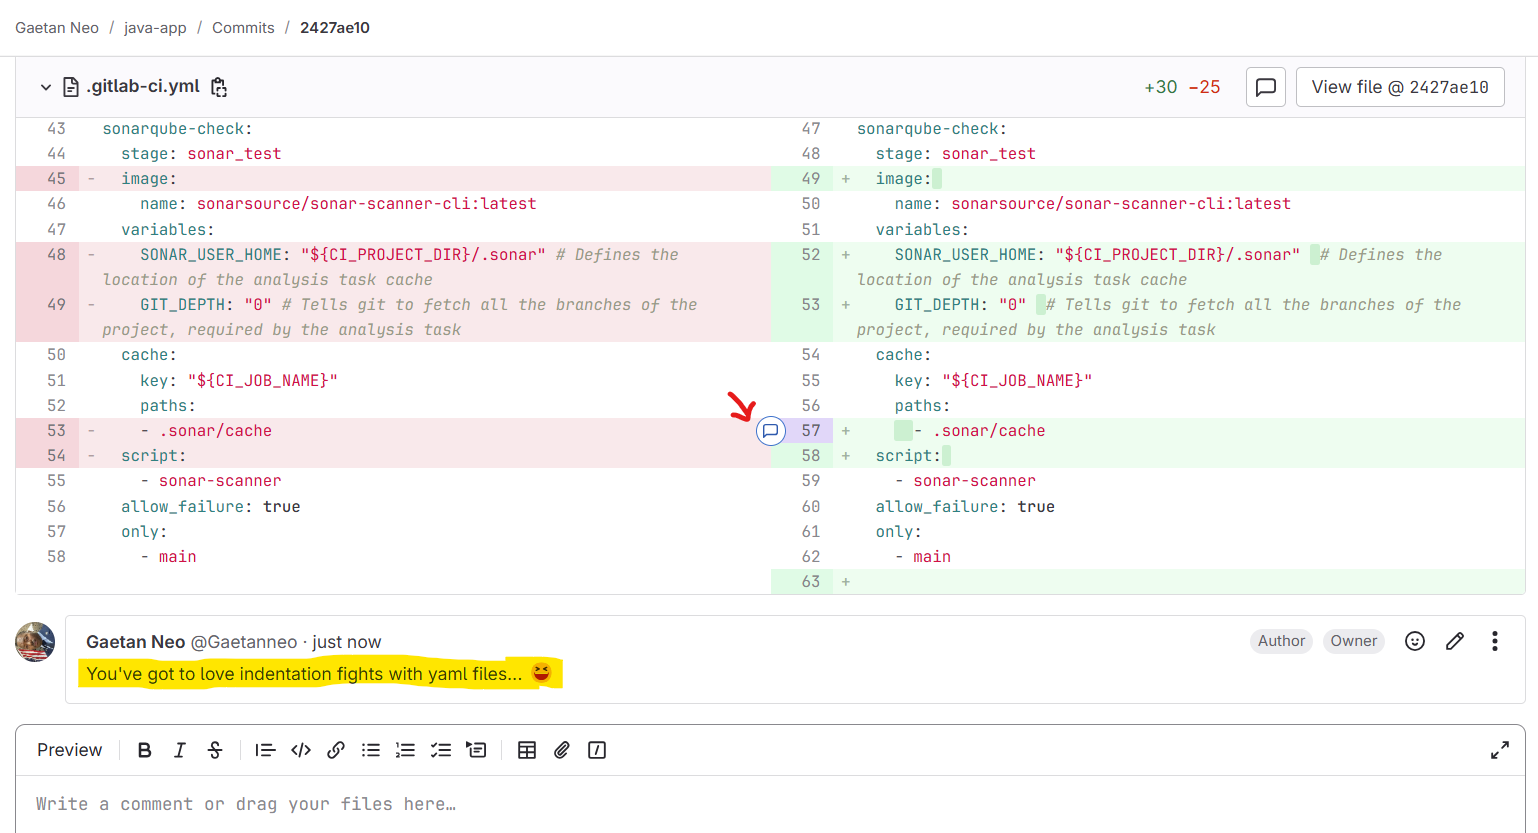 Gaetan Neo / java-app / Commits / 2427ae10
.gitlab-ci.yml +30 −25 View file @ 2427ae10
43 sonarqube-check:
44 stage: sonar_test
45 - image:
46 name: sonarsource/sonar-scanner-cli:latest
47 variables:
48 - SONAR_USER_HOME: "${CI_PROJECT_DIR}/.sonar" # Defines the
location of the analysis task cache
49 - GIT_DEPTH: "0" # Tells git to fetch all the branches of the
project, required by the analysis task
50 cache:
51 key: "${CI_JOB_NAME}"
52 paths:
53 - - .sonar/cache
54 - script:
55 - sonar-scanner
56 allow_failure: true
57 only:
58 - main
47 sonarqube-check:
48 stage: sonar_test
49 + image:
50 name: sonarsource/sonar-scanner-cli:latest
51 variables:
52 + SONAR_USER_HOME: "${CI_PROJECT_DIR}/.sonar" # Defines the
location of the analysis task cache
53 + GIT_DEPTH: "0" # Tells git to fetch all the branches of the
project, required by the analysis task
54 cache:
55 key: "${CI_JOB_NAME}"
56 paths:
57 + - .sonar/cache
58 + script:
59 - sonar-scanner
60 allow_failure: true
61 only:
62 - main
63 +
Gaetan Neo @Gaetanneo · just now Author Owner
You've got to love indentation fights with yaml files... 😆
Preview B I S
Write a comment or drag your files here…